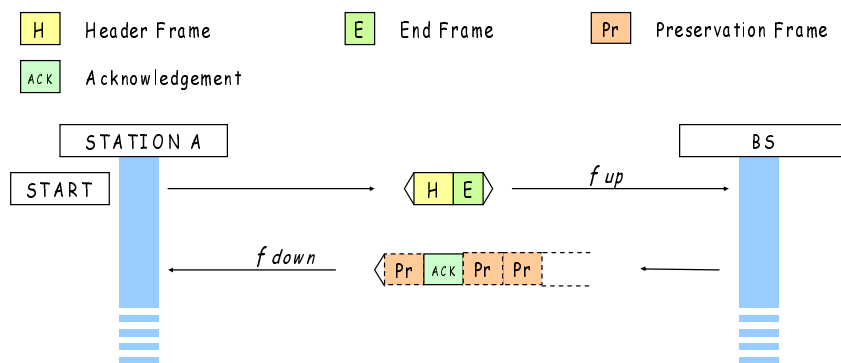 H Header Frame E End Frame Pr Preservation Frame
ACK Acknowledgement
STATION A BS
START H E f up
f down Pr ACK Pr Pr